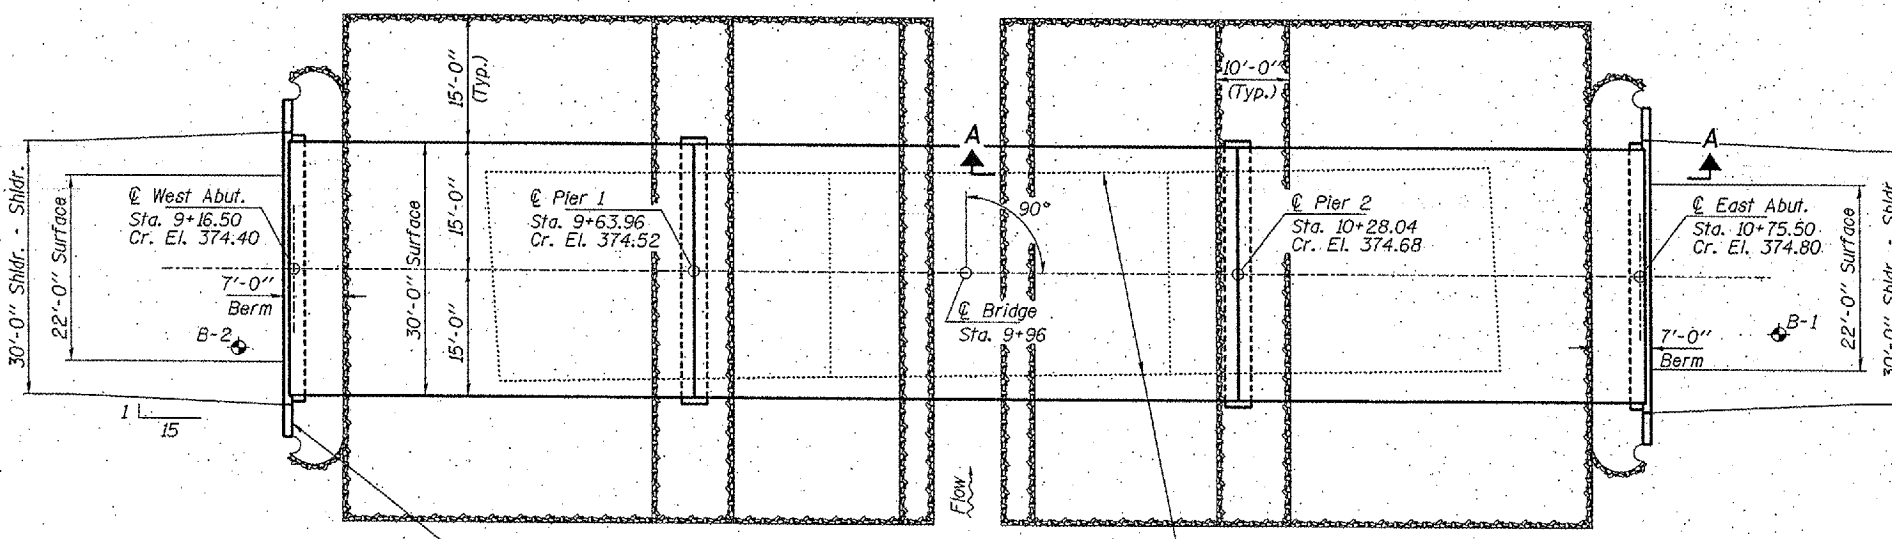 30'-0" Shldr. - Shldr.
22'-0" Surface
℄ West Abut.
Sta. 9+16.50
Cr. El. 374.40
7'-0"
Berm
B-2
1
15
15'-0"
(Typ.)
30'-0" Surface
15'-0"
15'-0"
℄ Pier 1
Sta. 9+63.96
Cr. El. 374.52
A
90°
℄ Bridge
Sta. 9+96
Flow
10'-0"
(Typ.)
℄ Pier 2
Sta. 10+28.04
Cr. El. 374.68
A
℄ East Abut.
Sta. 10+75.50
Cr. El. 374.80
B-1
7'-0"
Berm
22'-0" Surface
30'-0" Shldr. - Shldr.